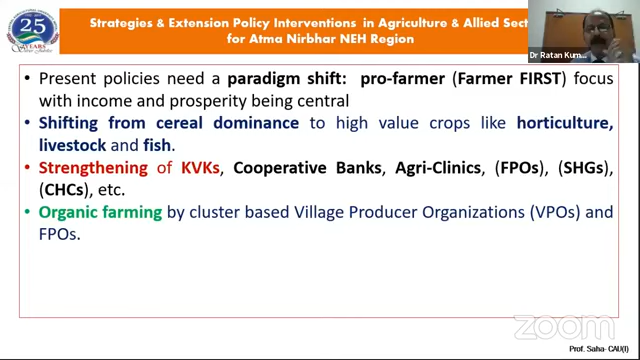 25
YEARS
Strategies & Extension Policy Interventions in Agriculture & Allied Sect
for Atma Nirbhar NEH Region
Dr Ratan Kum...
• Present policies need a paradigm shift: pro-farmer (Farmer FIRST) focus
with income and prosperity being central
• Shifting from cereal dominance to high value crops like horticulture,
livestock and fish.
• Strengthening of KVKs, Cooperative Banks, Agri-Clinics, (FPOs), (SHGs),
(CHCs), etc.
• Organic farming by cluster based Village Producer Organizations (VPOs) and
FPOs.
zoom
Prof. Saha- CAU(I)